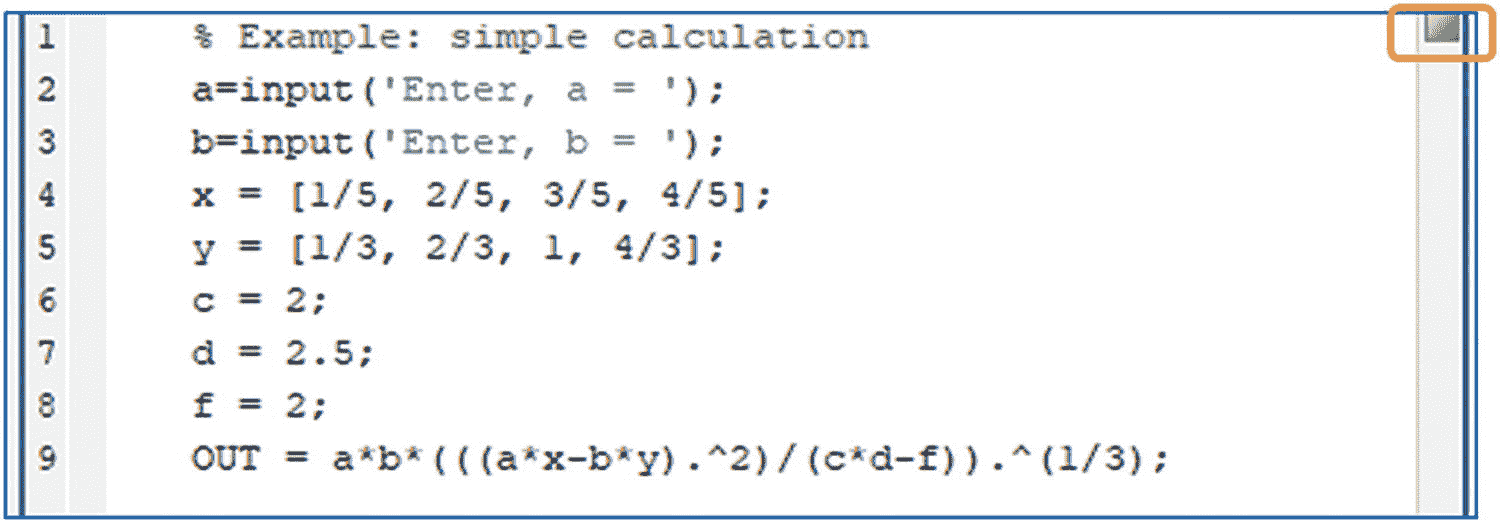 1 % Example: simple calculation
2 a=input('Enter, a = ');
3 b=input('Enter, b = ');
4 x = [1/5, 2/5, 3/5, 4/5];
5 y = [1/3, 2/3, 1, 4/3];
6 c = 2;
7 d = 2.5;
8 f = 2;
9 OUT = a*b*(((a*x-b*y).^2)/(c*d-f)).^(1/3);